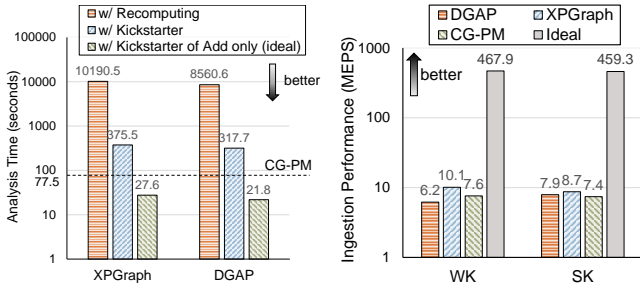 w/ Recomputing
w/ Kickstarter
w/ Kickstarter of Add only (ideal)
Analysis Time (seconds)
100000
10000
1000
100
77.5
10
1
10190.5
375.5
27.6
8560.6
317.7
21.8
better
CG-PM
XPGraph
DGAP
DGAP
XPGraph
CG-PM
Ideal
Ingestion Performance (MEPS)
1000
100
10
1
better
6.2
10.1
7.6
467.9
7.9
8.7
7.4
459.3
WK
SK